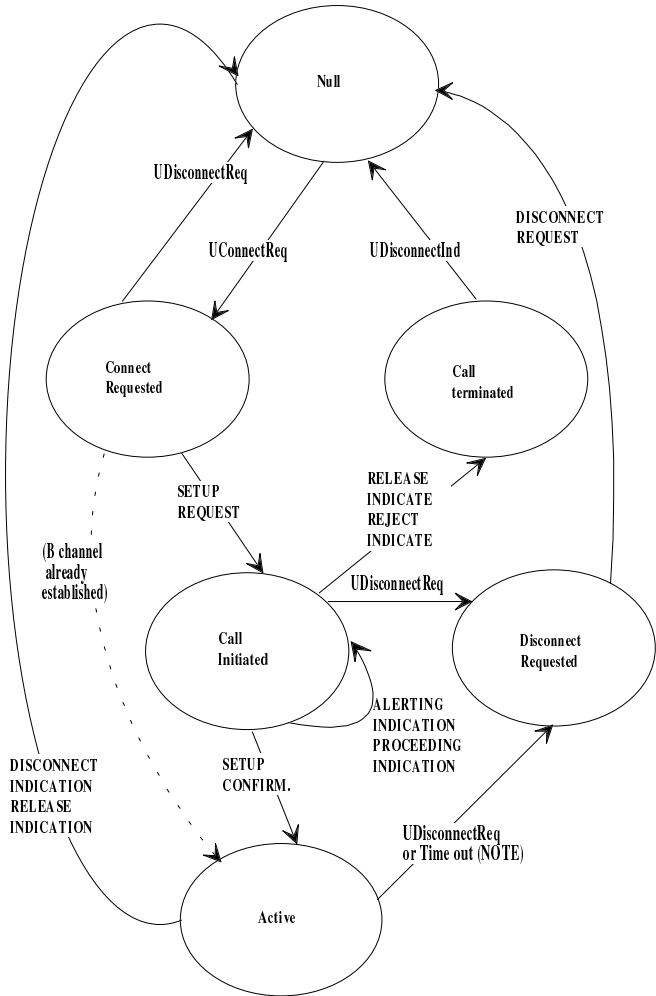 Null
UDisconnectReq
DISCONNECT
REQUEST
UConnectReq
UDisconnectInd
Connect
Requested
Call
terminated
RELEASE
INDICATE
REJECT
INDICATE
SETUP
REQUEST
(B channel
already
established)
UDisconnectReq
Call
Initiated
Disconnect
Requested
ALERTING
INDICATION
PROCEEDING
INDICATION
DISCONNECT
INDICATION
RELEASE
INDICATION
SETUP
CONFIRM.
UDisconnectReq
or Time out (NOTE)
Active